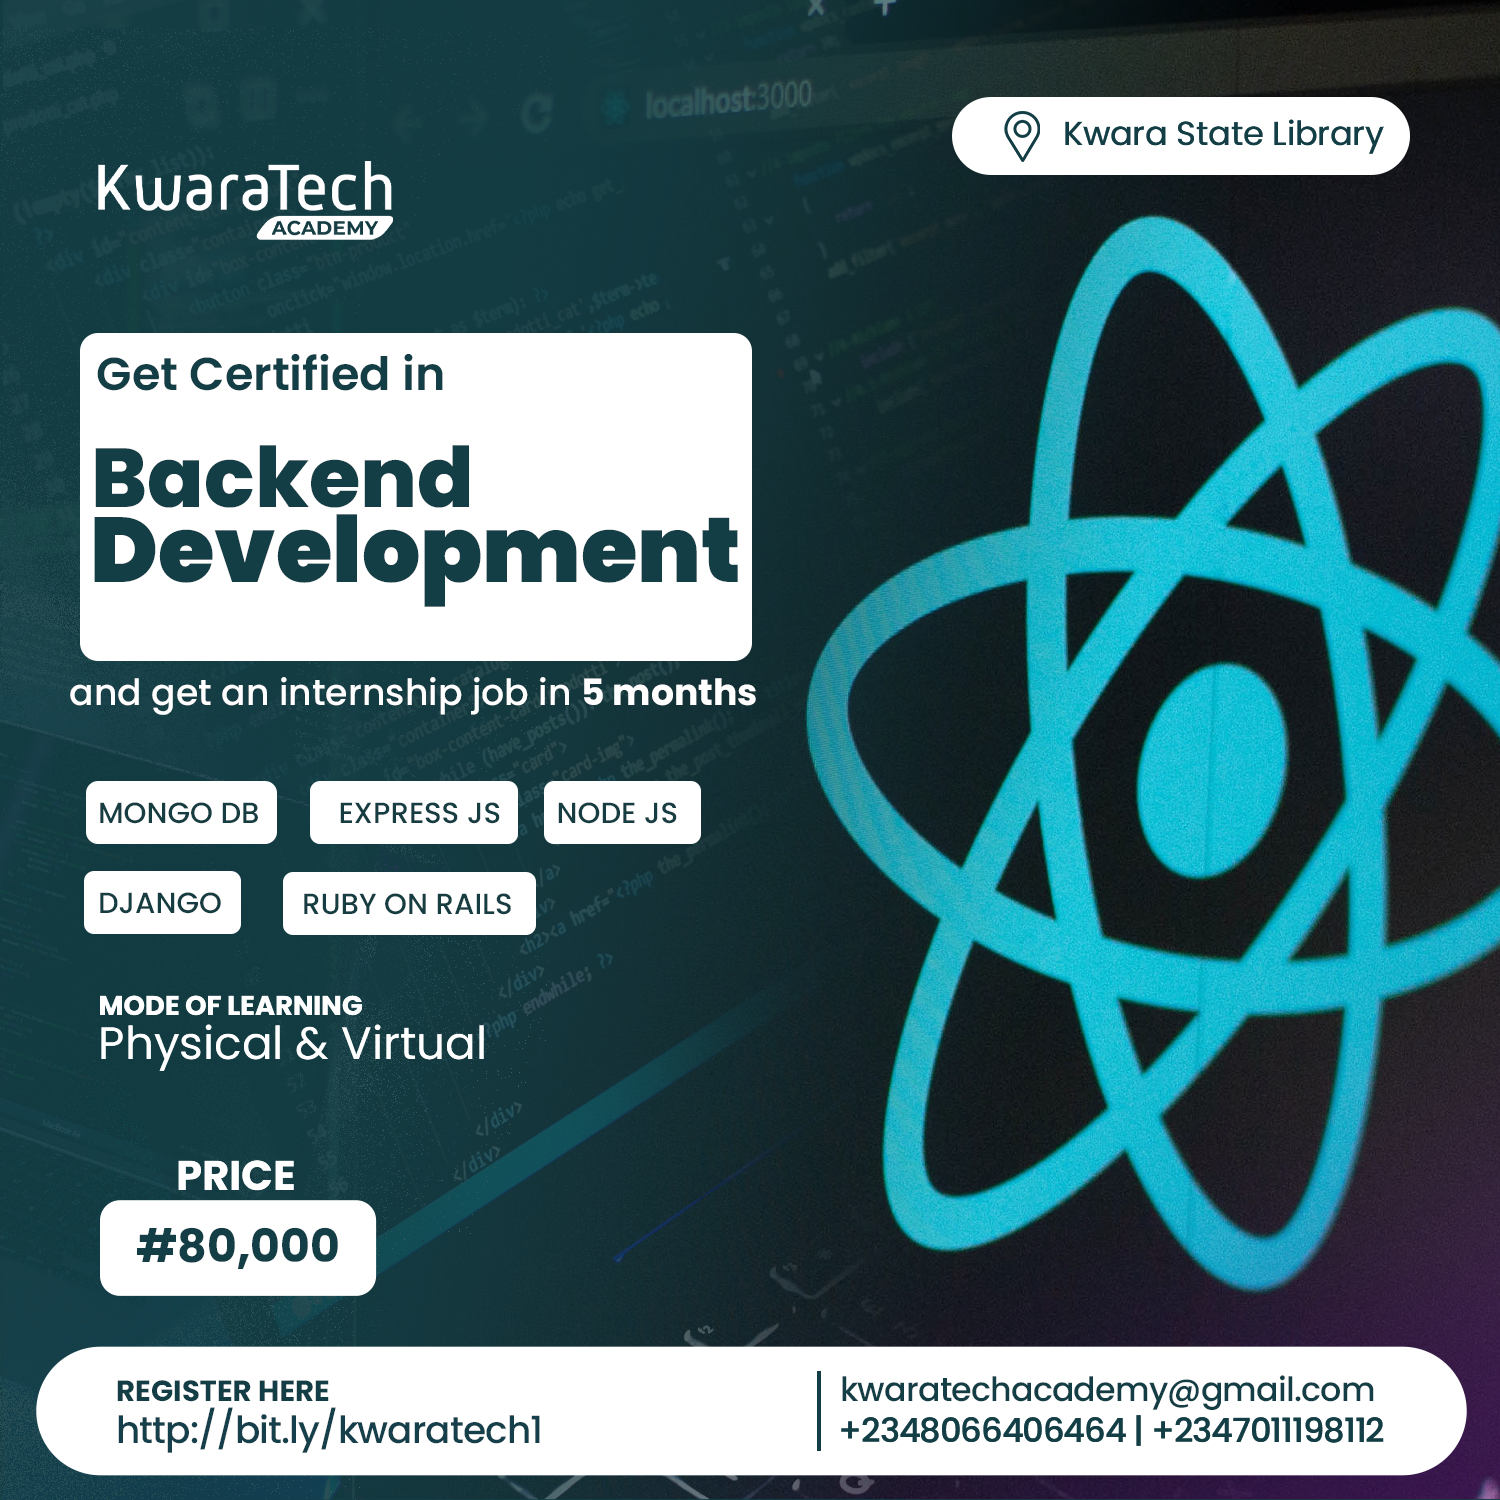 localhost:3000
Kwara State Library
KwaraTech
ACADEMY
Get Certified in
Backend
Development
and get an internship job in 5 months
MONGO DB
EXPRESS JS
NODE JS
DJANGO
RUBY ON RAILS
MODE OF LEARNING
Physical & Virtual
PRICE
#80,000
REGISTER HERE
http://bit.ly/kwaratech1
kwaratechacademy@gmail.com
+2348066406464 | +2347011198112